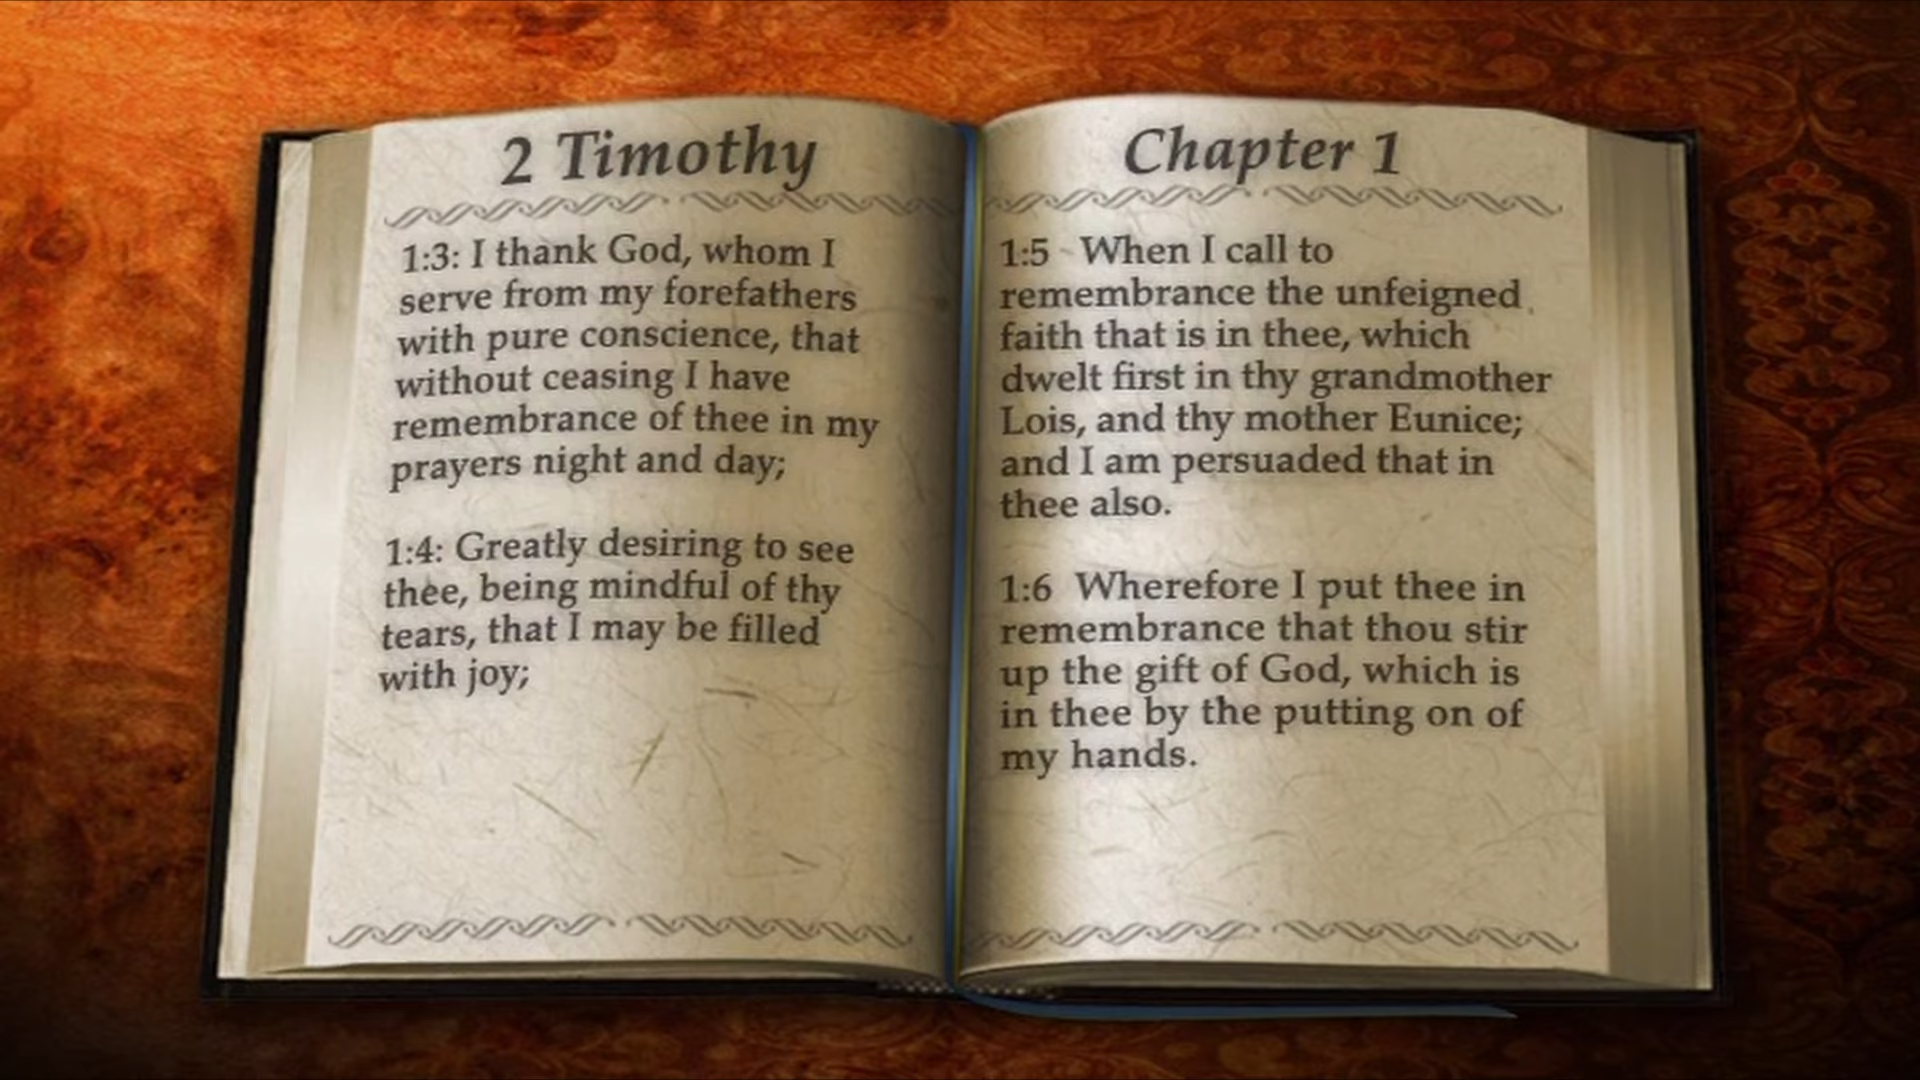 2 Timothy
1:3: I thank God, whom I
serve from my forefathers
with pure conscience, that
without ceasing I have
remembrance of thee in my
prayers night and day;
1:4: Greatly desiring to see
thee, being mindful of thy
tears, that I may be filled
with joy;
Chapter 1
1:5 When I call to
remembrance the unfeigned
faith that is in thee, which
dwelt first in thy grandmother
Lois, and thy mother Eunice;
and I am persuaded that in
thee also.
1:6 Wherefore I put thee in
remembrance that thou stir
up the gift of God, which is
in thee by the putting on of
my hands.